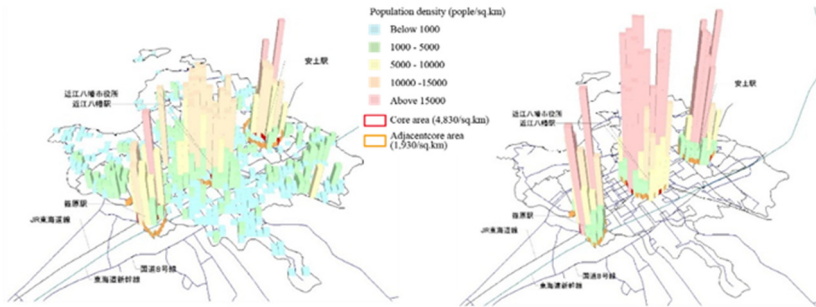 Population density (pople/sq.km)
Below 1000
1000 - 5000
5000 - 10000
10000 -15000
Above 15000
Core area (4,830/sq.km)
Adjacentcore area
(1,930/sq.km)
安土駅
近江八幡市役所
近江八幡駅
篠原駅
JR東海道線
国道8号線
東海道新幹線
安土駅
近江八幡市役所
近江八幡駅
篠原駅
JR東海道線
国道8号線
東海道新幹線